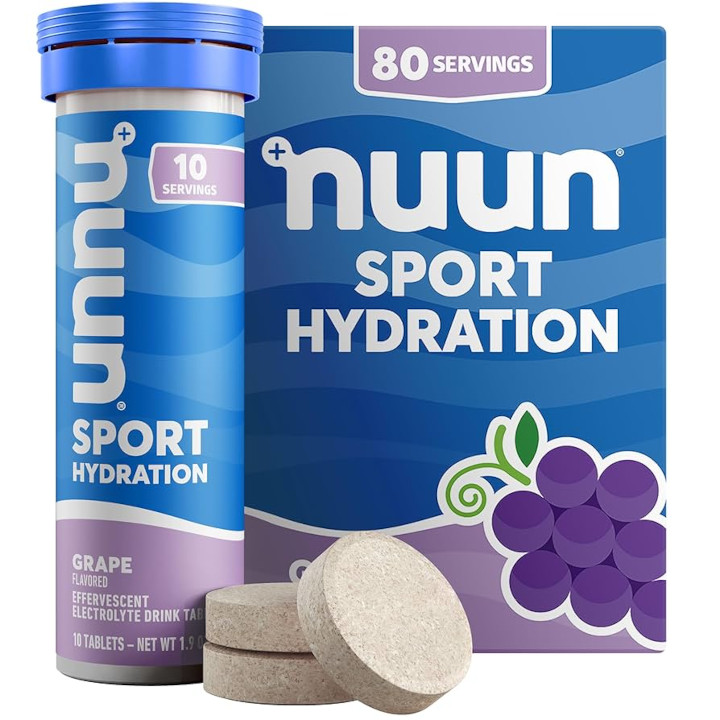 nuun
10
SERVINGS
SPORT
HYDRATION
GRAPE
FLAVORED
EFFERVESCENT
ELECTROLYTE DRINK
10 TABLETS – NET WT 1.9
80 SERVINGS
nuun®
SPORT
HYDRATION